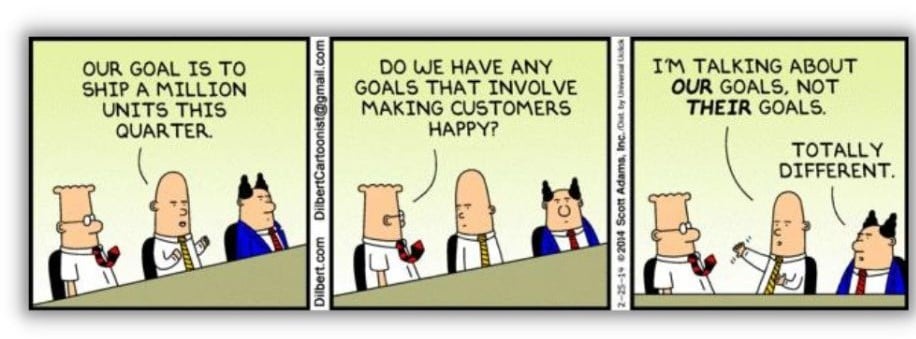 OUR GOAL IS TO
SHIP A MILLION
UNITS THIS
QUARTER.
Dilbert.com DilbertCartoonist@gmail.com
DO WE HAVE ANY
GOALS THAT INVOLVE
MAKING CUSTOMERS
HAPPY?
2-25-14 ©2014 Scott Adams, Inc. /Dist. by Universal Uclick
I'M TALKING ABOUT
OUR GOALS, NOT
THEIR GOALS.
TOTALLY
DIFFERENT.